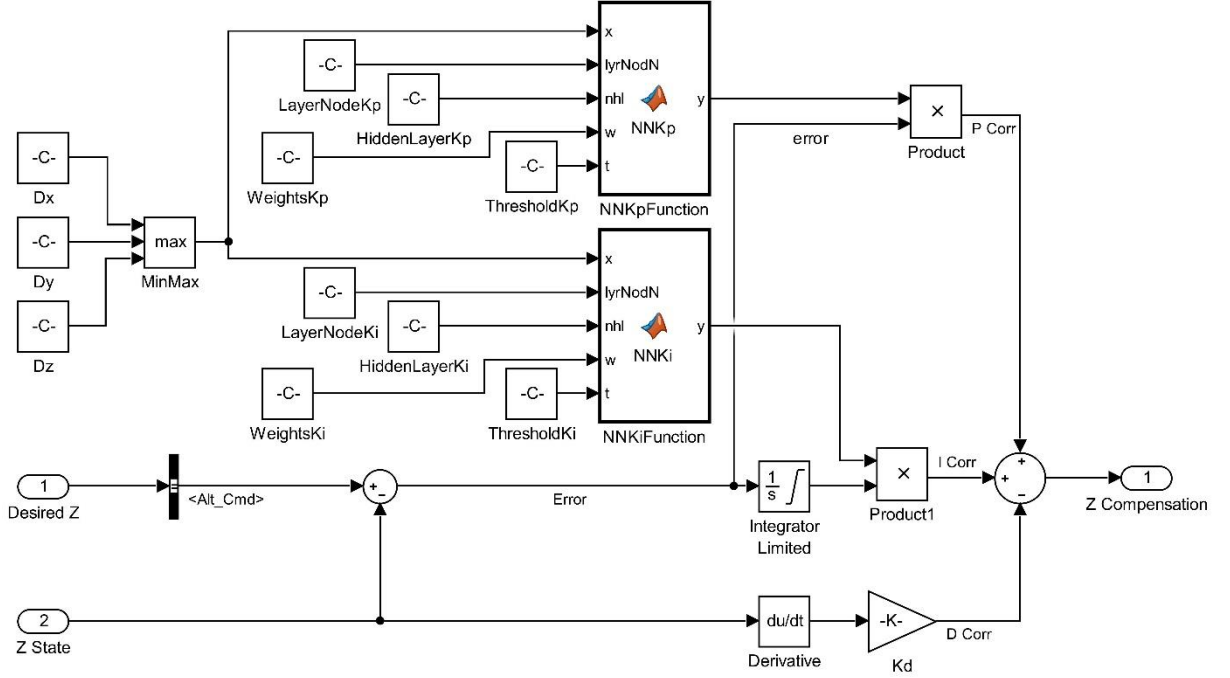 x
-C-
lyrNodN
LayerNodeKp
-C-
nhl
HiddenLayerKp
NNKp
y
w
-C-
WeightsKp
-C-
t
ThresholdKp
NNKpFunction
×
Product
error
P Corr
-C-
Dx
-C-
Dy
-C-
Dz
max
MinMax
x
-C-
lyrNodN
LayerNodeKi
-C-
nhl
HiddenLayerKi
NNKi
y
w
-C-
WeightsKi
-C-
t
ThresholdKi
NNKiFunction
1
Desired Z
<Alt_Cmd>
+
−
Error
1
s
Integrator
Limited
×
Product1
I Corr
+
+
−
1
Z Compensation
2
Z State
du/dt
Derivative
-K-
Kd
D Corr